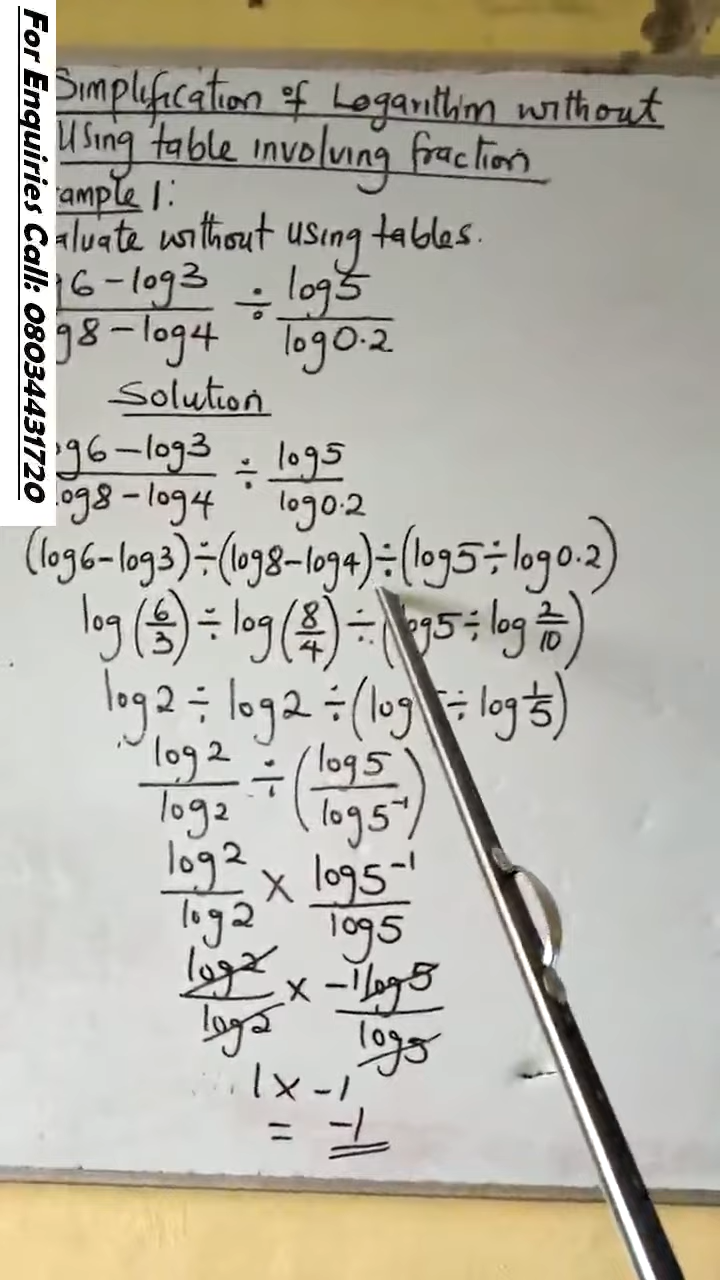 For Enquiries Call: 08034431720
Simplification of Logarithm without
Using table involving fraction
ample 1:
aluate without using tables.
g6 - log3 / g8 - log4 ÷ log5 / log0.2
Solution
og6 - log3 / og8 - log4 ÷ log5 / log0.2
(log6 - log3) ÷ (log8 - log4) ÷ (log5 ÷ log0.2)
log(6/3) ÷ log(8/4) ÷ (og5 ÷ log 2/10)
log2 ÷ log2 ÷ (log ÷ log 1/5)
log2 / log2 ÷ (log5 / log5⁻¹)
log2 / log2 × log5⁻¹ / log5
log2 / log2 × -1log5 / log5
1 × -1
= -1